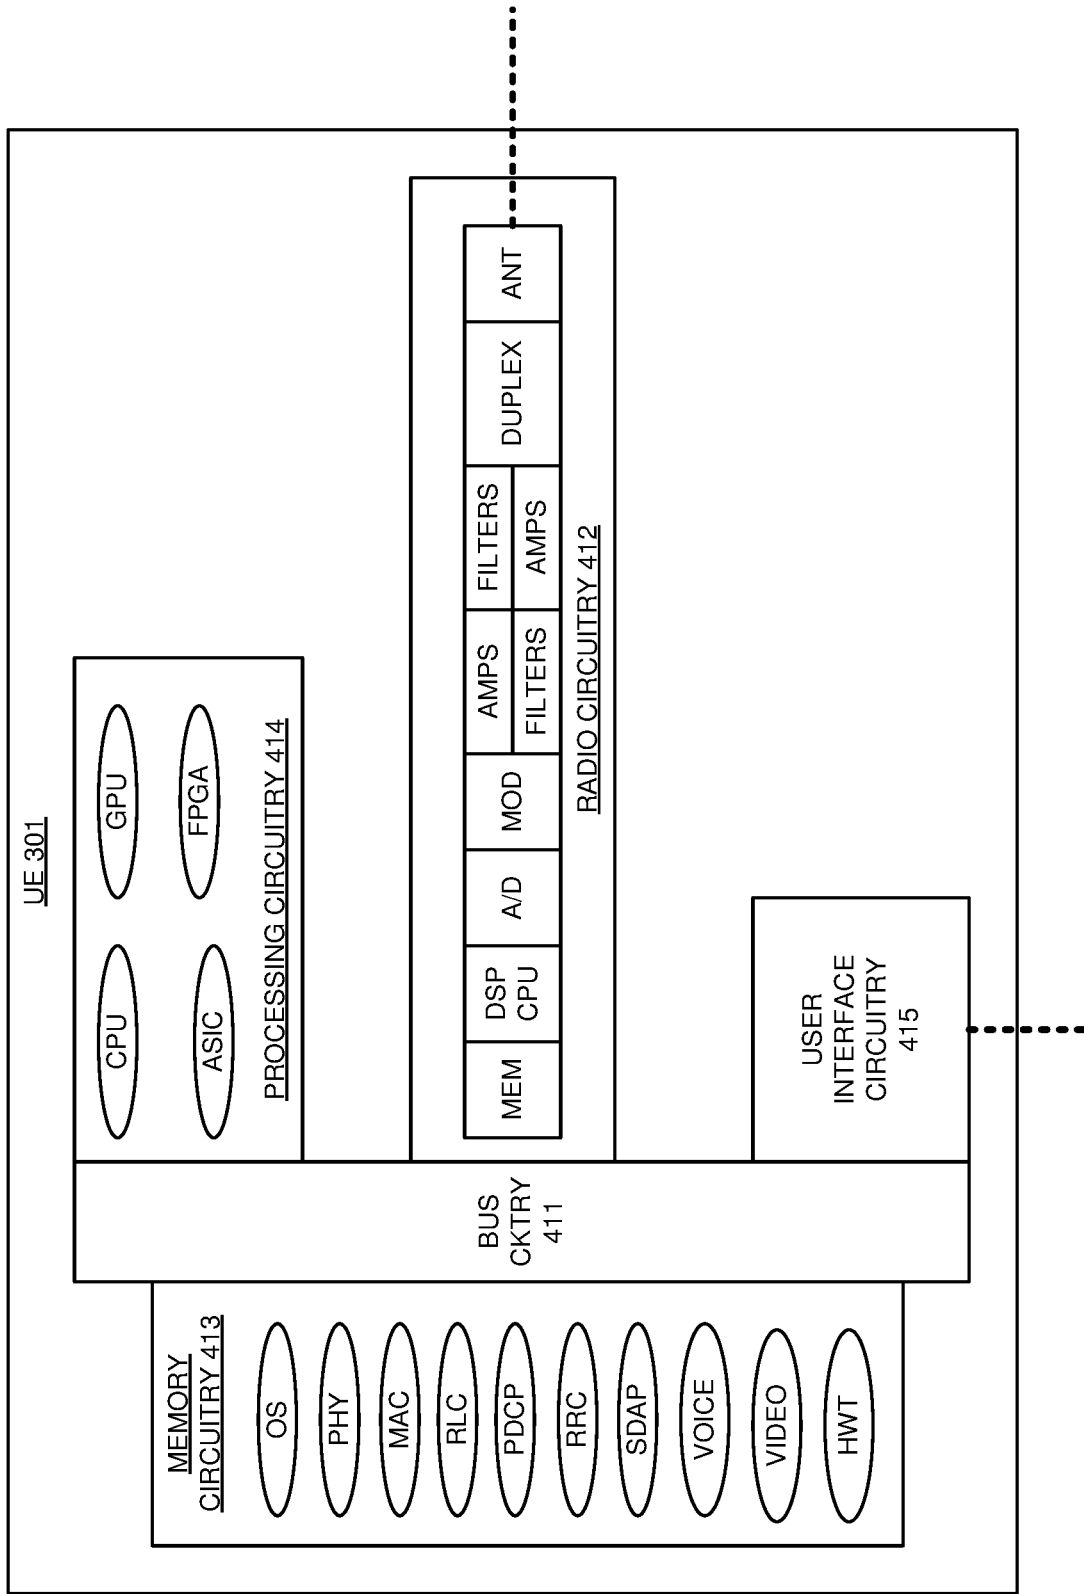 UE 301
CPU
GPU
ASIC
FPGA
PROCESSING CIRCUITRY 414
MEMORY
CIRCUITRY 413
OS
PHY
MAC
RLC
PDCP
RRC
SDAP
VOICE
VIDEO
HWT
BUS
CKTRY
411
MEM
DSP
CPU
A/D
MOD
AMPS
FILTERS
FILTERS
AMPS
DUPLEX
ANT
RADIO CIRCUITRY 412
USER
INTERFACE
CIRCUITRY
415